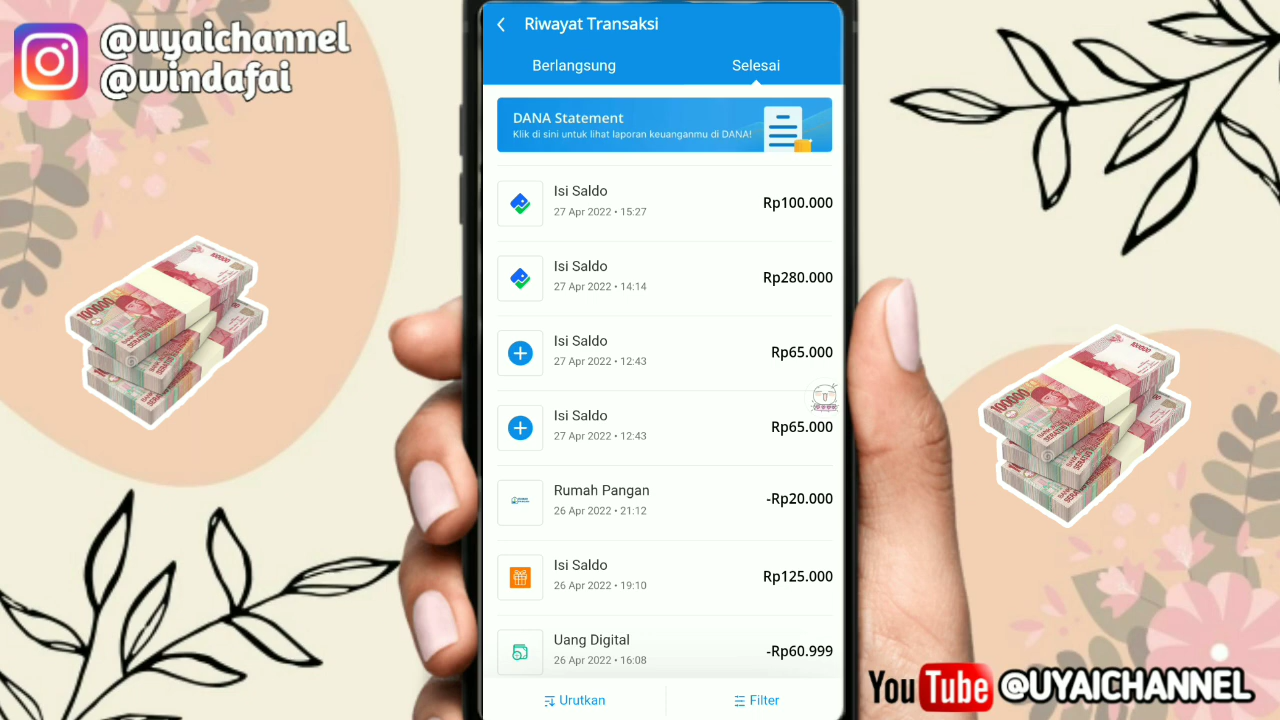 @uyaichannel
@windafai
Riwayat Transaksi
Berlangsung
Selesai
DANA Statement
Klik di sini untuk lihat laporan keuanganmu di DANA!
Isi Saldo
Rp100.000
27 Apr 2022 • 15:27
Isi Saldo
Rp280.000
27 Apr 2022 • 14:14
Isi Saldo
Rp65.000
27 Apr 2022 • 12:43
Isi Saldo
Rp65.000
27 Apr 2022 • 12:43
Rumah Pangan
-Rp20.000
26 Apr 2022 • 21:12
Isi Saldo
Rp125.000
26 Apr 2022 • 19:10
Uang Digital
-Rp60.999
26 Apr 2022 • 16:08
Urutkan
Filter
100000
100000
100000
100000
YouTube @UYAICHANNEL